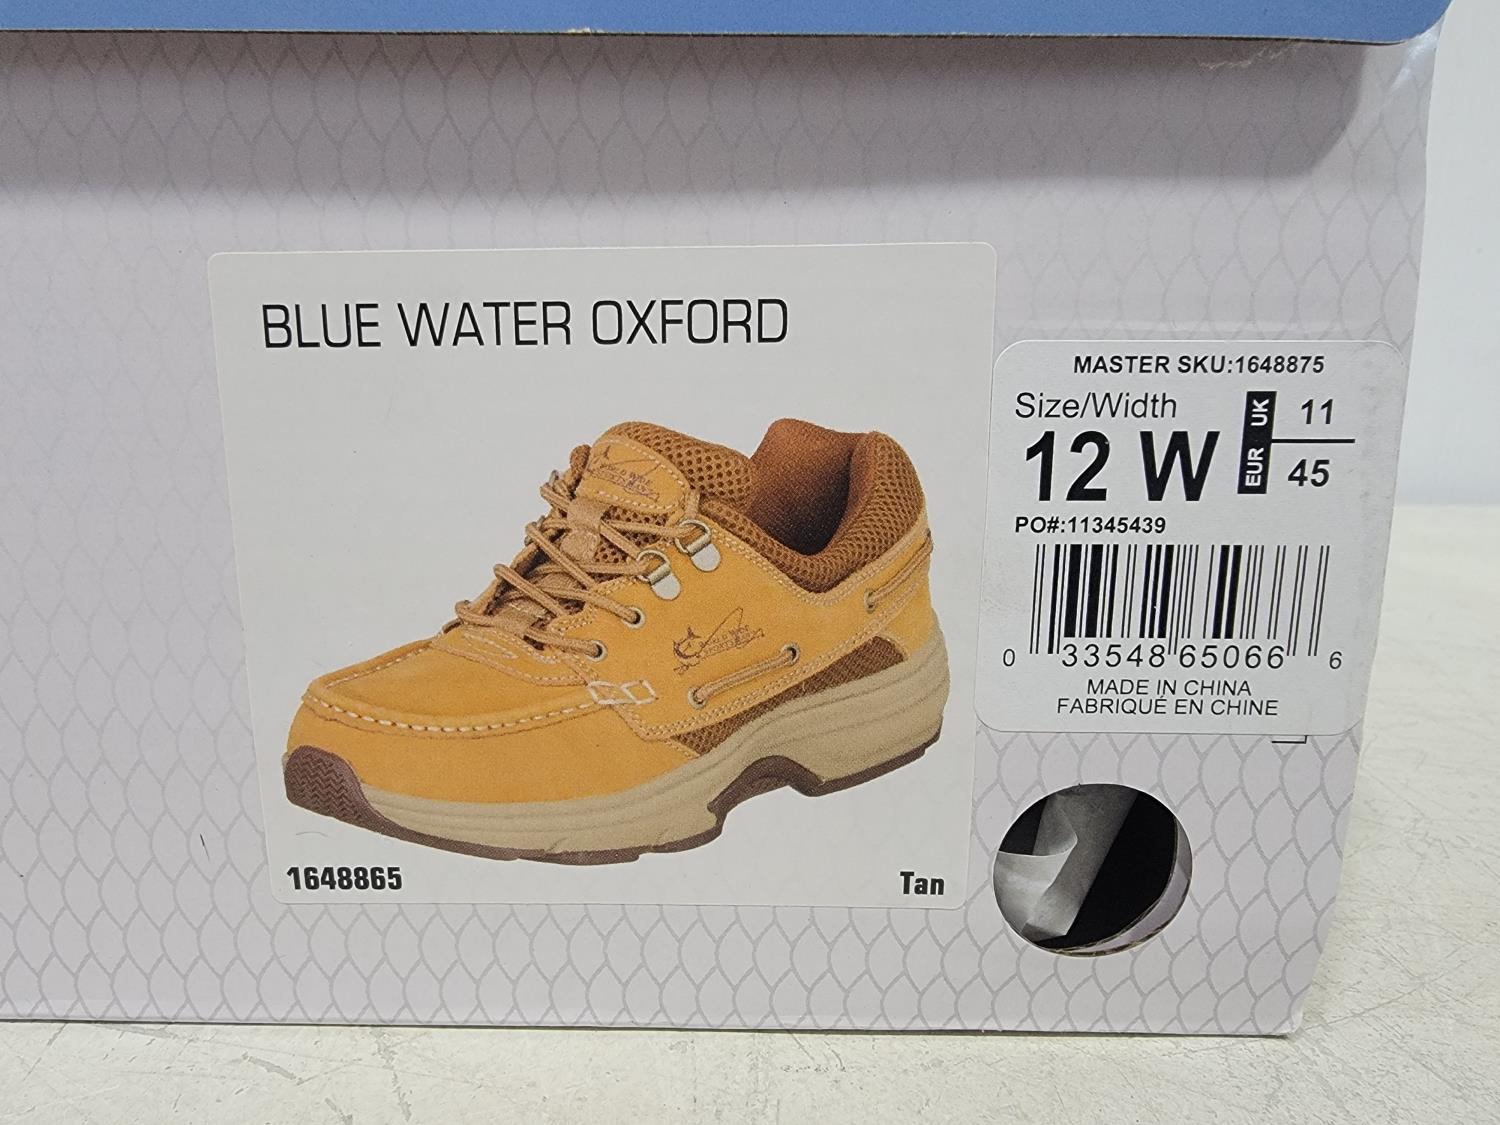 BLUE WATER OXFORD
1648865
Tan
MASTER SKU:1648875
Size/Width
12 W
UK 11
EUR 45
PO#:11345439
0 33548 65066 6
MADE IN CHINA
FABRIQUÉ EN CHINE